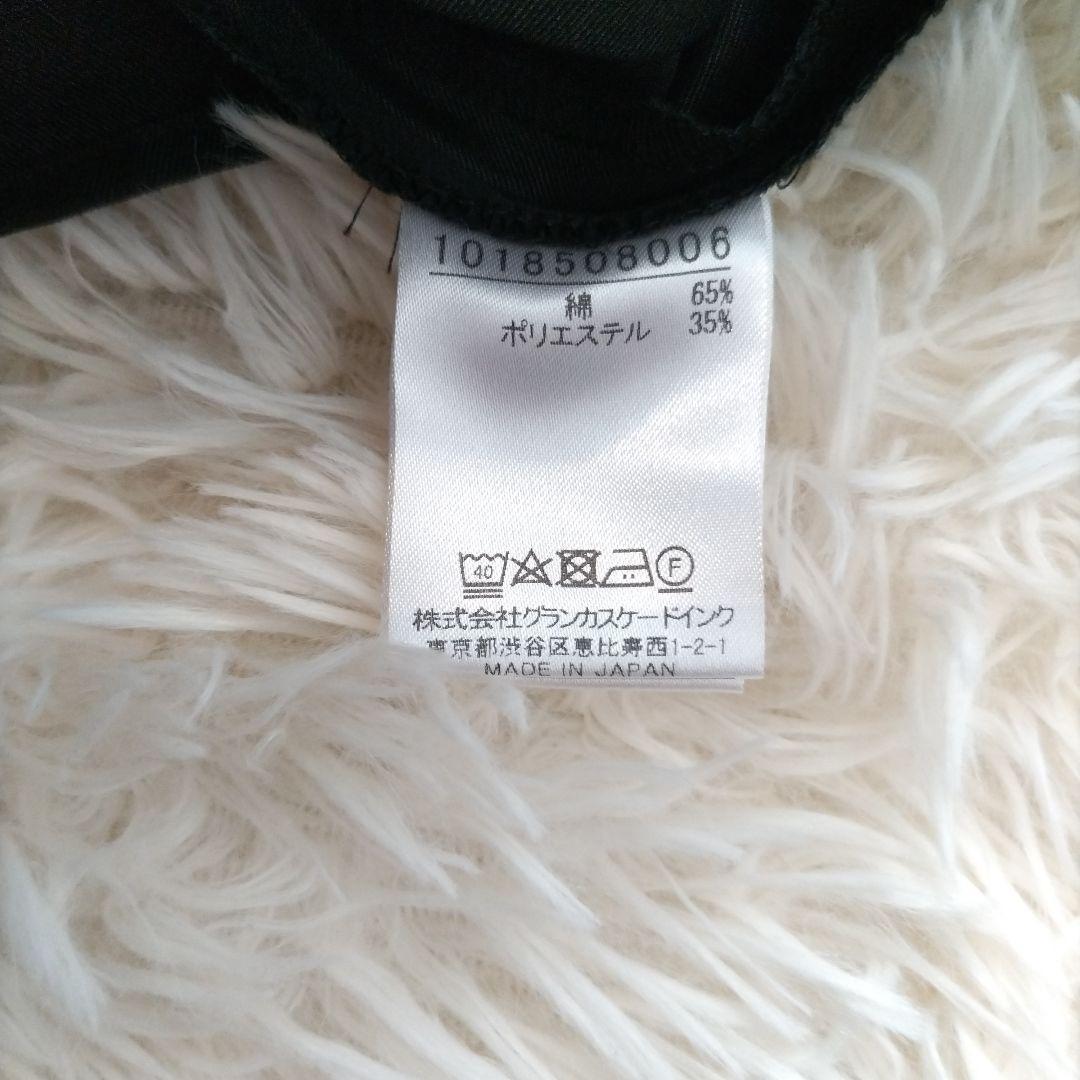 1018508006
綿 65%
ポリエステル 35%
40 F
株式会社グランカスケードインク
東京都渋谷区恵比寿西1-2-1
MADE IN JAPAN